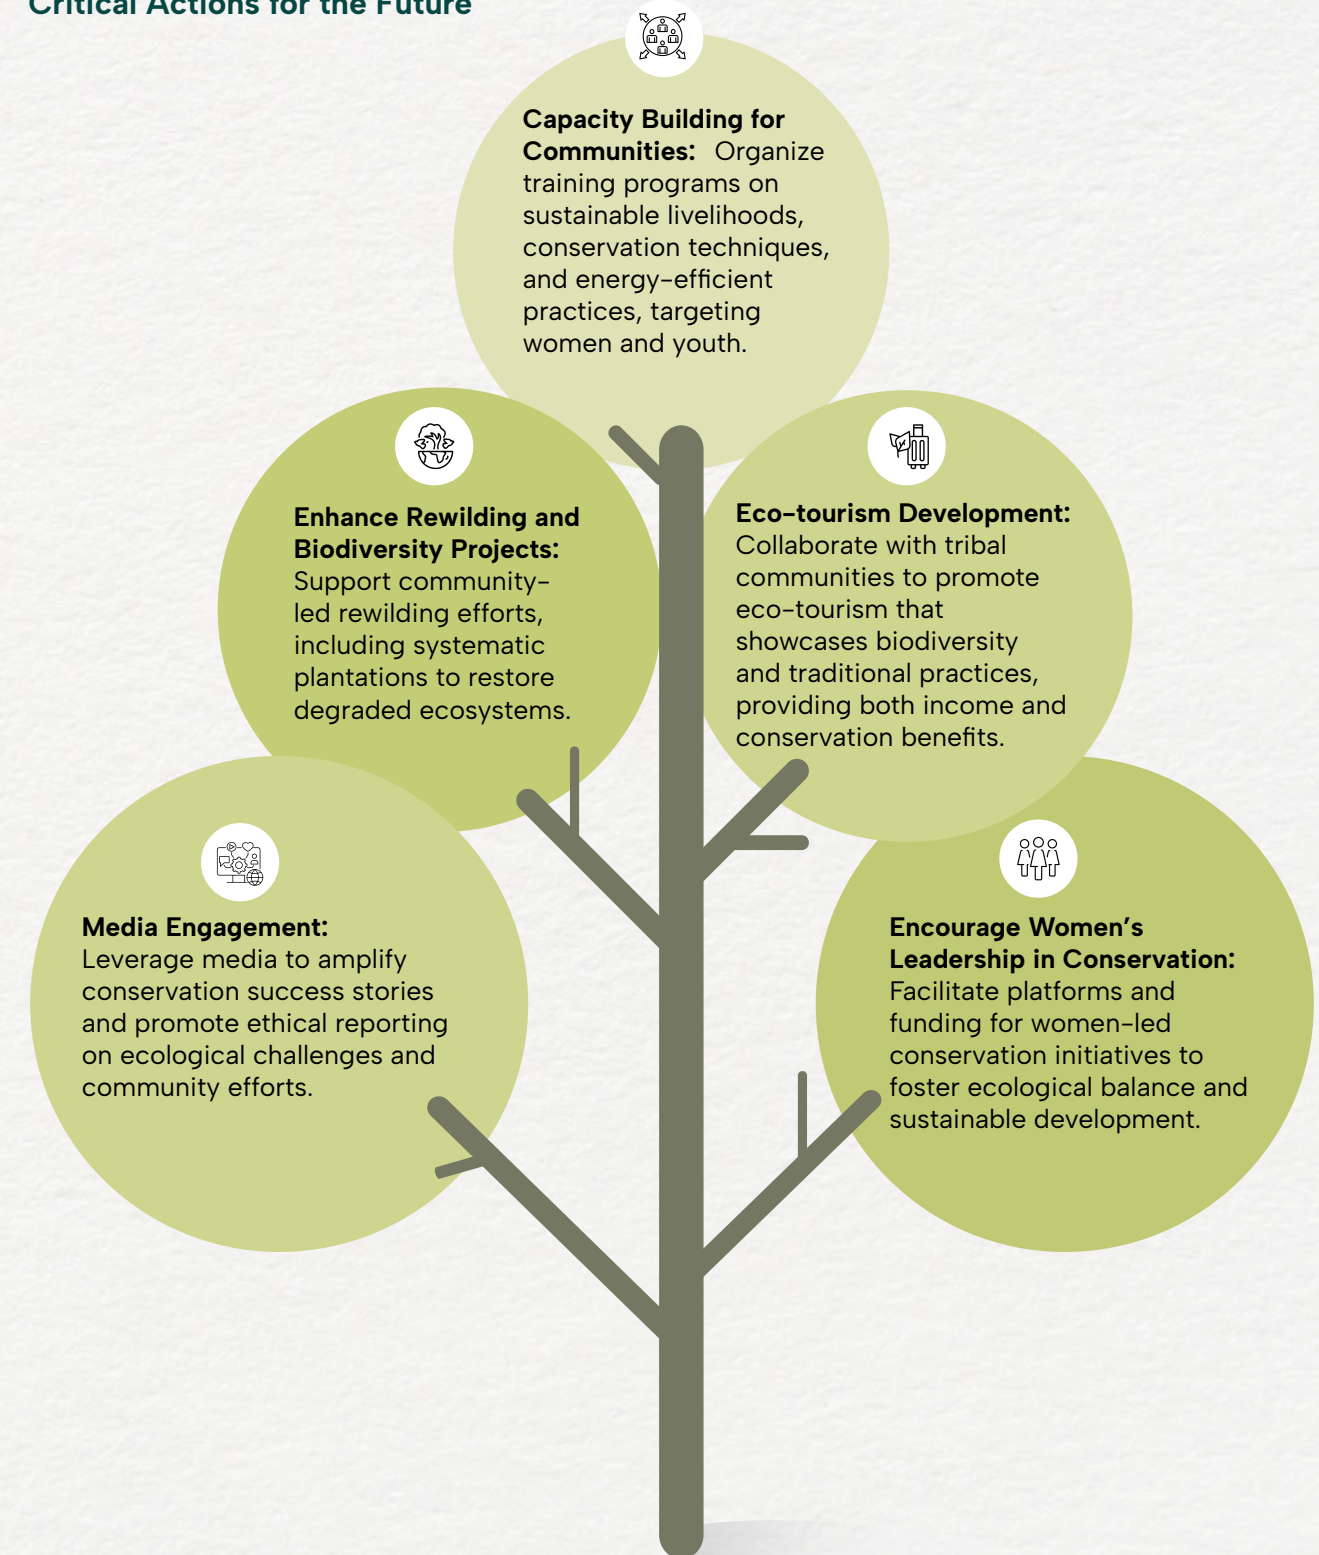 Critical Actions for the Future
Capacity Building for
Communities: Organize
training programs on
sustainable livelihoods,
conservation techniques,
and energy-efficient
practices, targeting
women and youth.
Enhance Rewilding and
Biodiversity Projects:
Support community-
led rewilding efforts,
including systematic
plantations to restore
degraded ecosystems.
Eco-tourism Development:
Collaborate with tribal
communities to promote
eco-tourism that
showcases biodiversity
and traditional practices,
providing both income and
conservation benefits.
Media Engagement:
Leverage media to amplify
conservation success stories
and promote ethical reporting
on ecological challenges and
community efforts.
Encourage Women's
Leadership in Conservation:
Facilitate platforms and
funding for women-led
conservation initiatives to
foster ecological balance and
sustainable development.